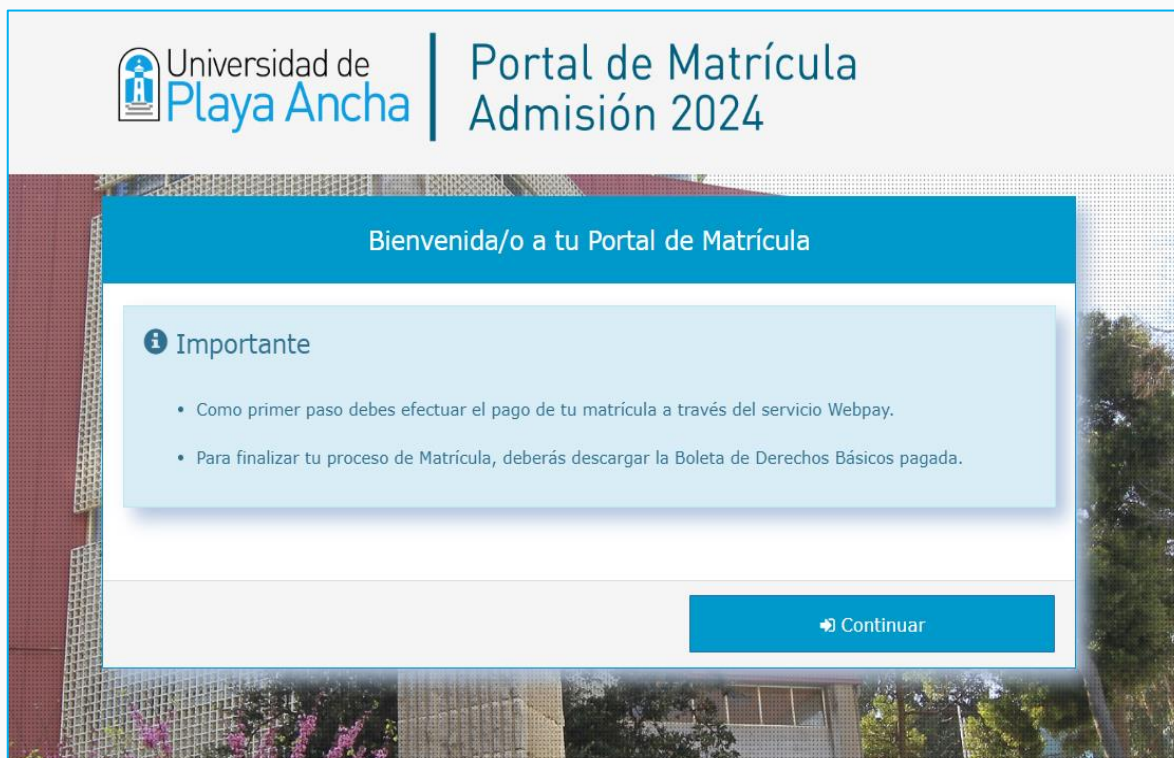 Universidad de
Playa Ancha
Portal de Matrícula
Admisión 2024
Bienvenida/o a tu Portal de Matrícula
Importante
• Como primer paso debes efectuar el pago de tu matrícula a través del servicio Webpay.
• Para finalizar tu proceso de Matrícula, deberás descargar la Boleta de Derechos Básicos pagada.
Continuar